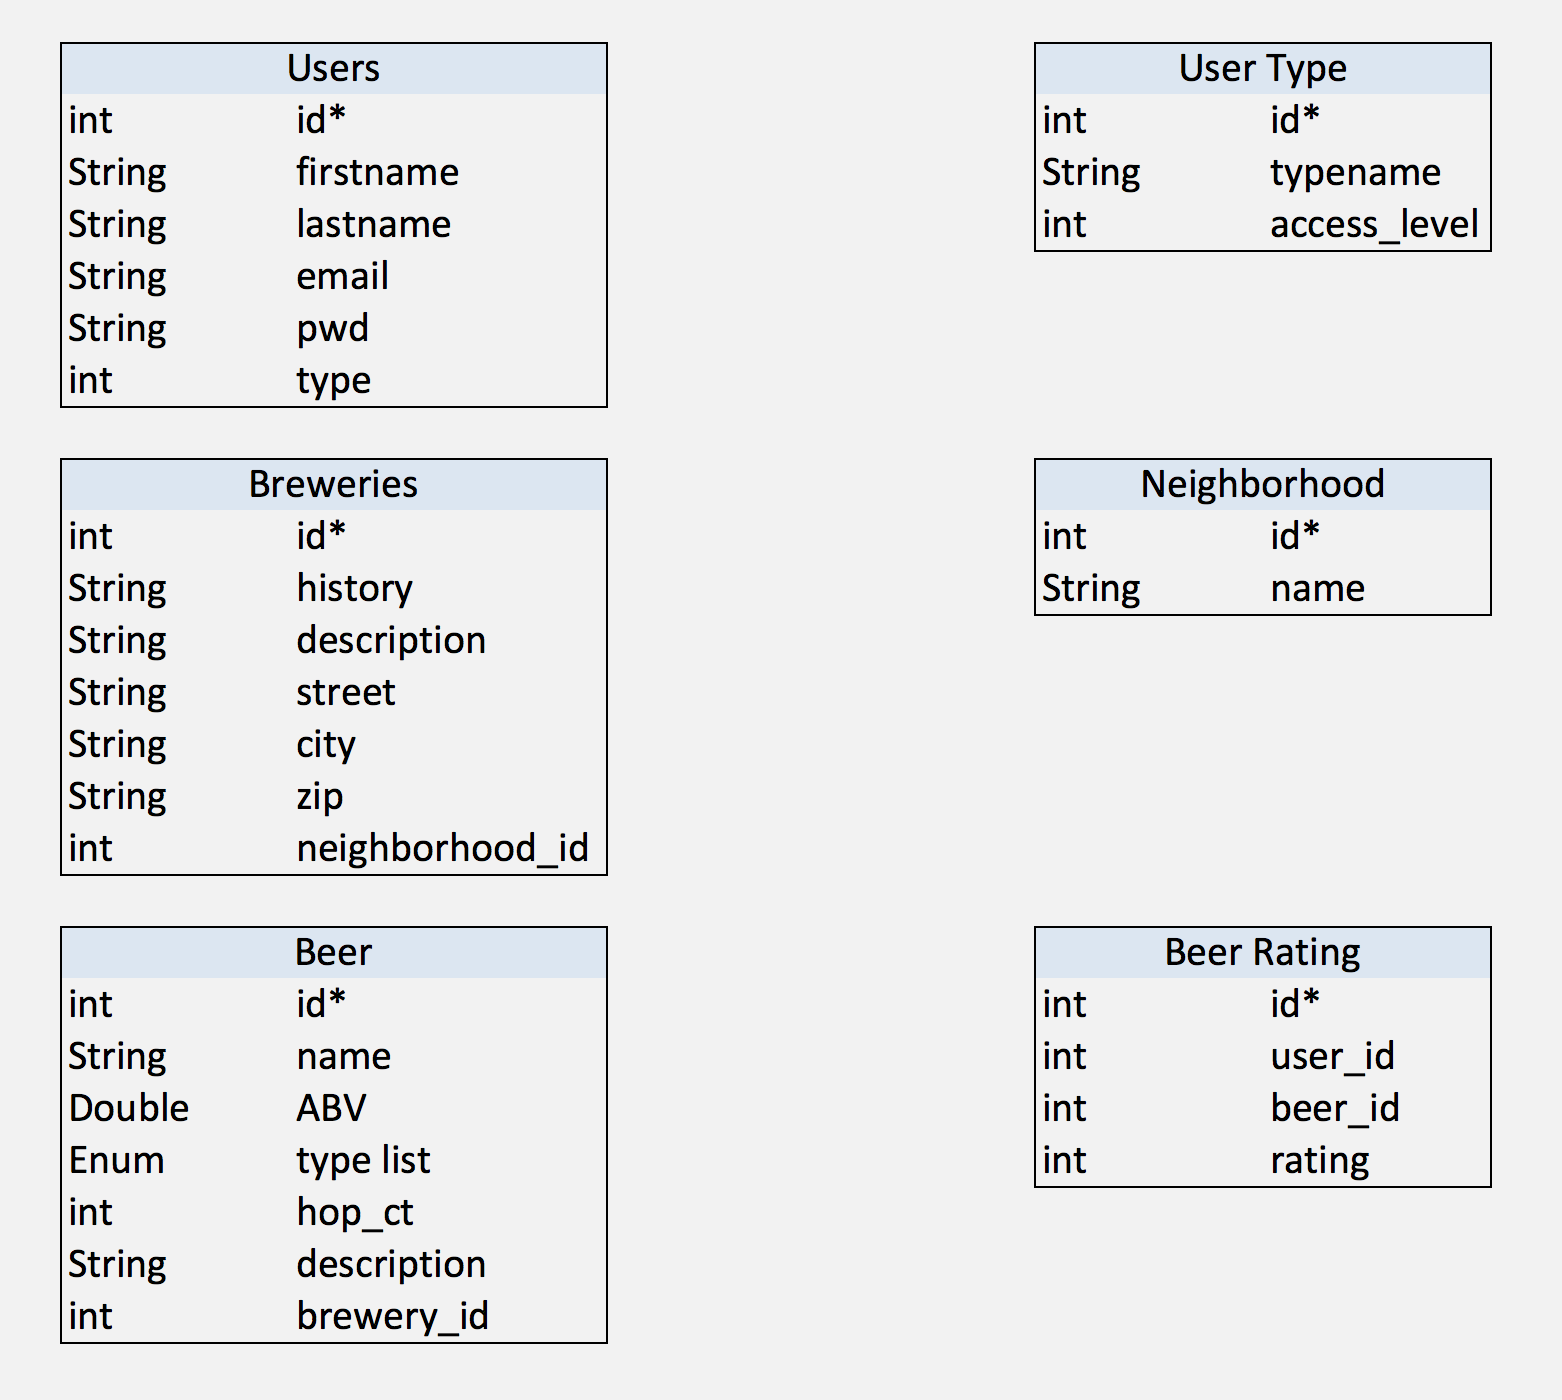 Users
int id*
String firstname
String lastname
String email
String pwd
int type
User Type
int id*
String typename
int access_level
Breweries
int id*
String history
String description
String street
String city
String zip
int neighborhood_id
Neighborhood
int id*
String name
Beer
int id*
String name
Double ABV
Enum type list
int hop_ct
String description
int brewery_id
Beer Rating
int id*
int user_id
int beer_id
int rating